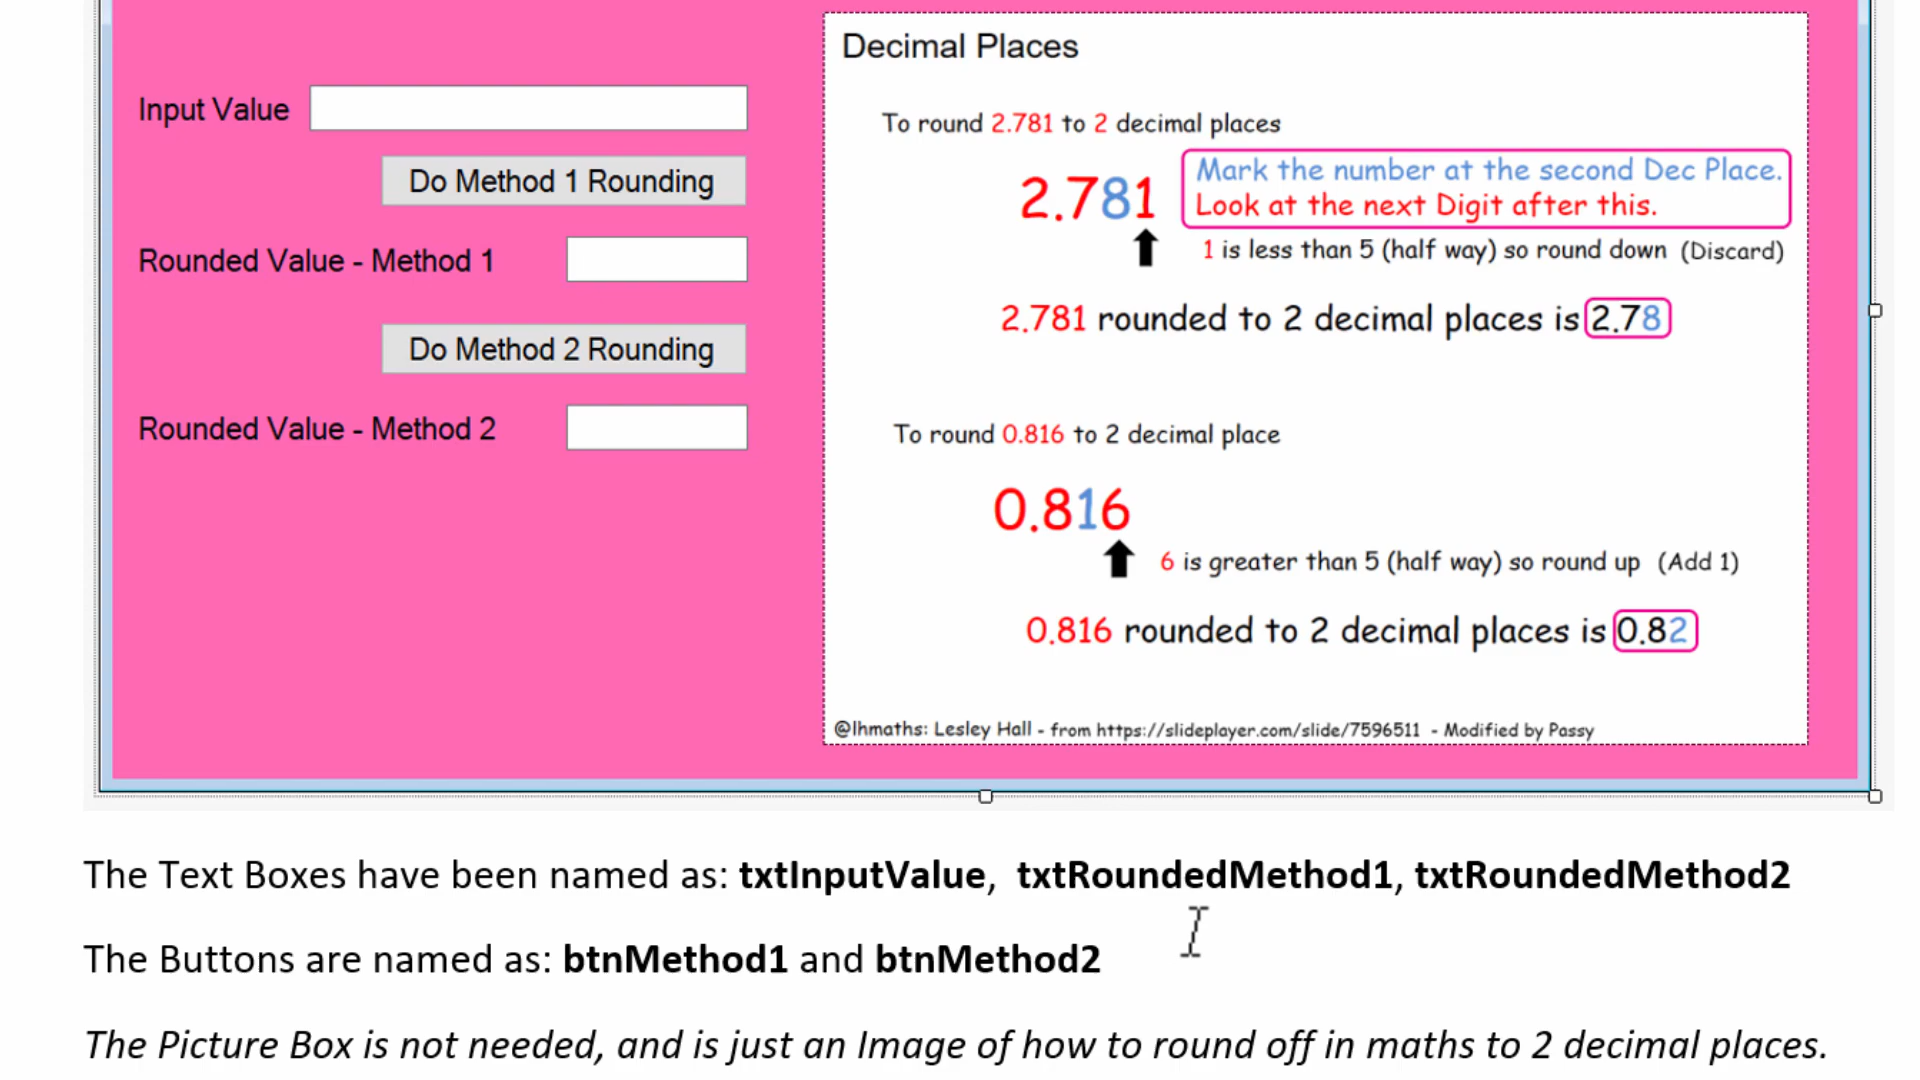 Input Value
Do Method 1 Rounding
Rounded Value - Method 1
Do Method 2 Rounding
Rounded Value - Method 2
Decimal Places
To round 2.781 to 2 decimal places
2.781
Mark the number at the second Dec Place.
Look at the next Digit after this.
1 is less than 5 (half way) so round down (Discard)
2.781 rounded to 2 decimal places is 2.78
To round 0.816 to 2 decimal place
0.816
6 is greater than 5 (half way) so round up (Add 1)
0.816 rounded to 2 decimal places is 0.82
@lhmaths: Lesley Hall - from https://slideplayer.com/slide/7596511 - Modified by Passy
The Text Boxes have been named as: txtInputValue, txtRoundedMethod1, txtRoundedMethod2
The Buttons are named as: btnMethod1 and btnMethod2
The Picture Box is not needed, and is just an Image of how to round off in maths to 2 decimal places.